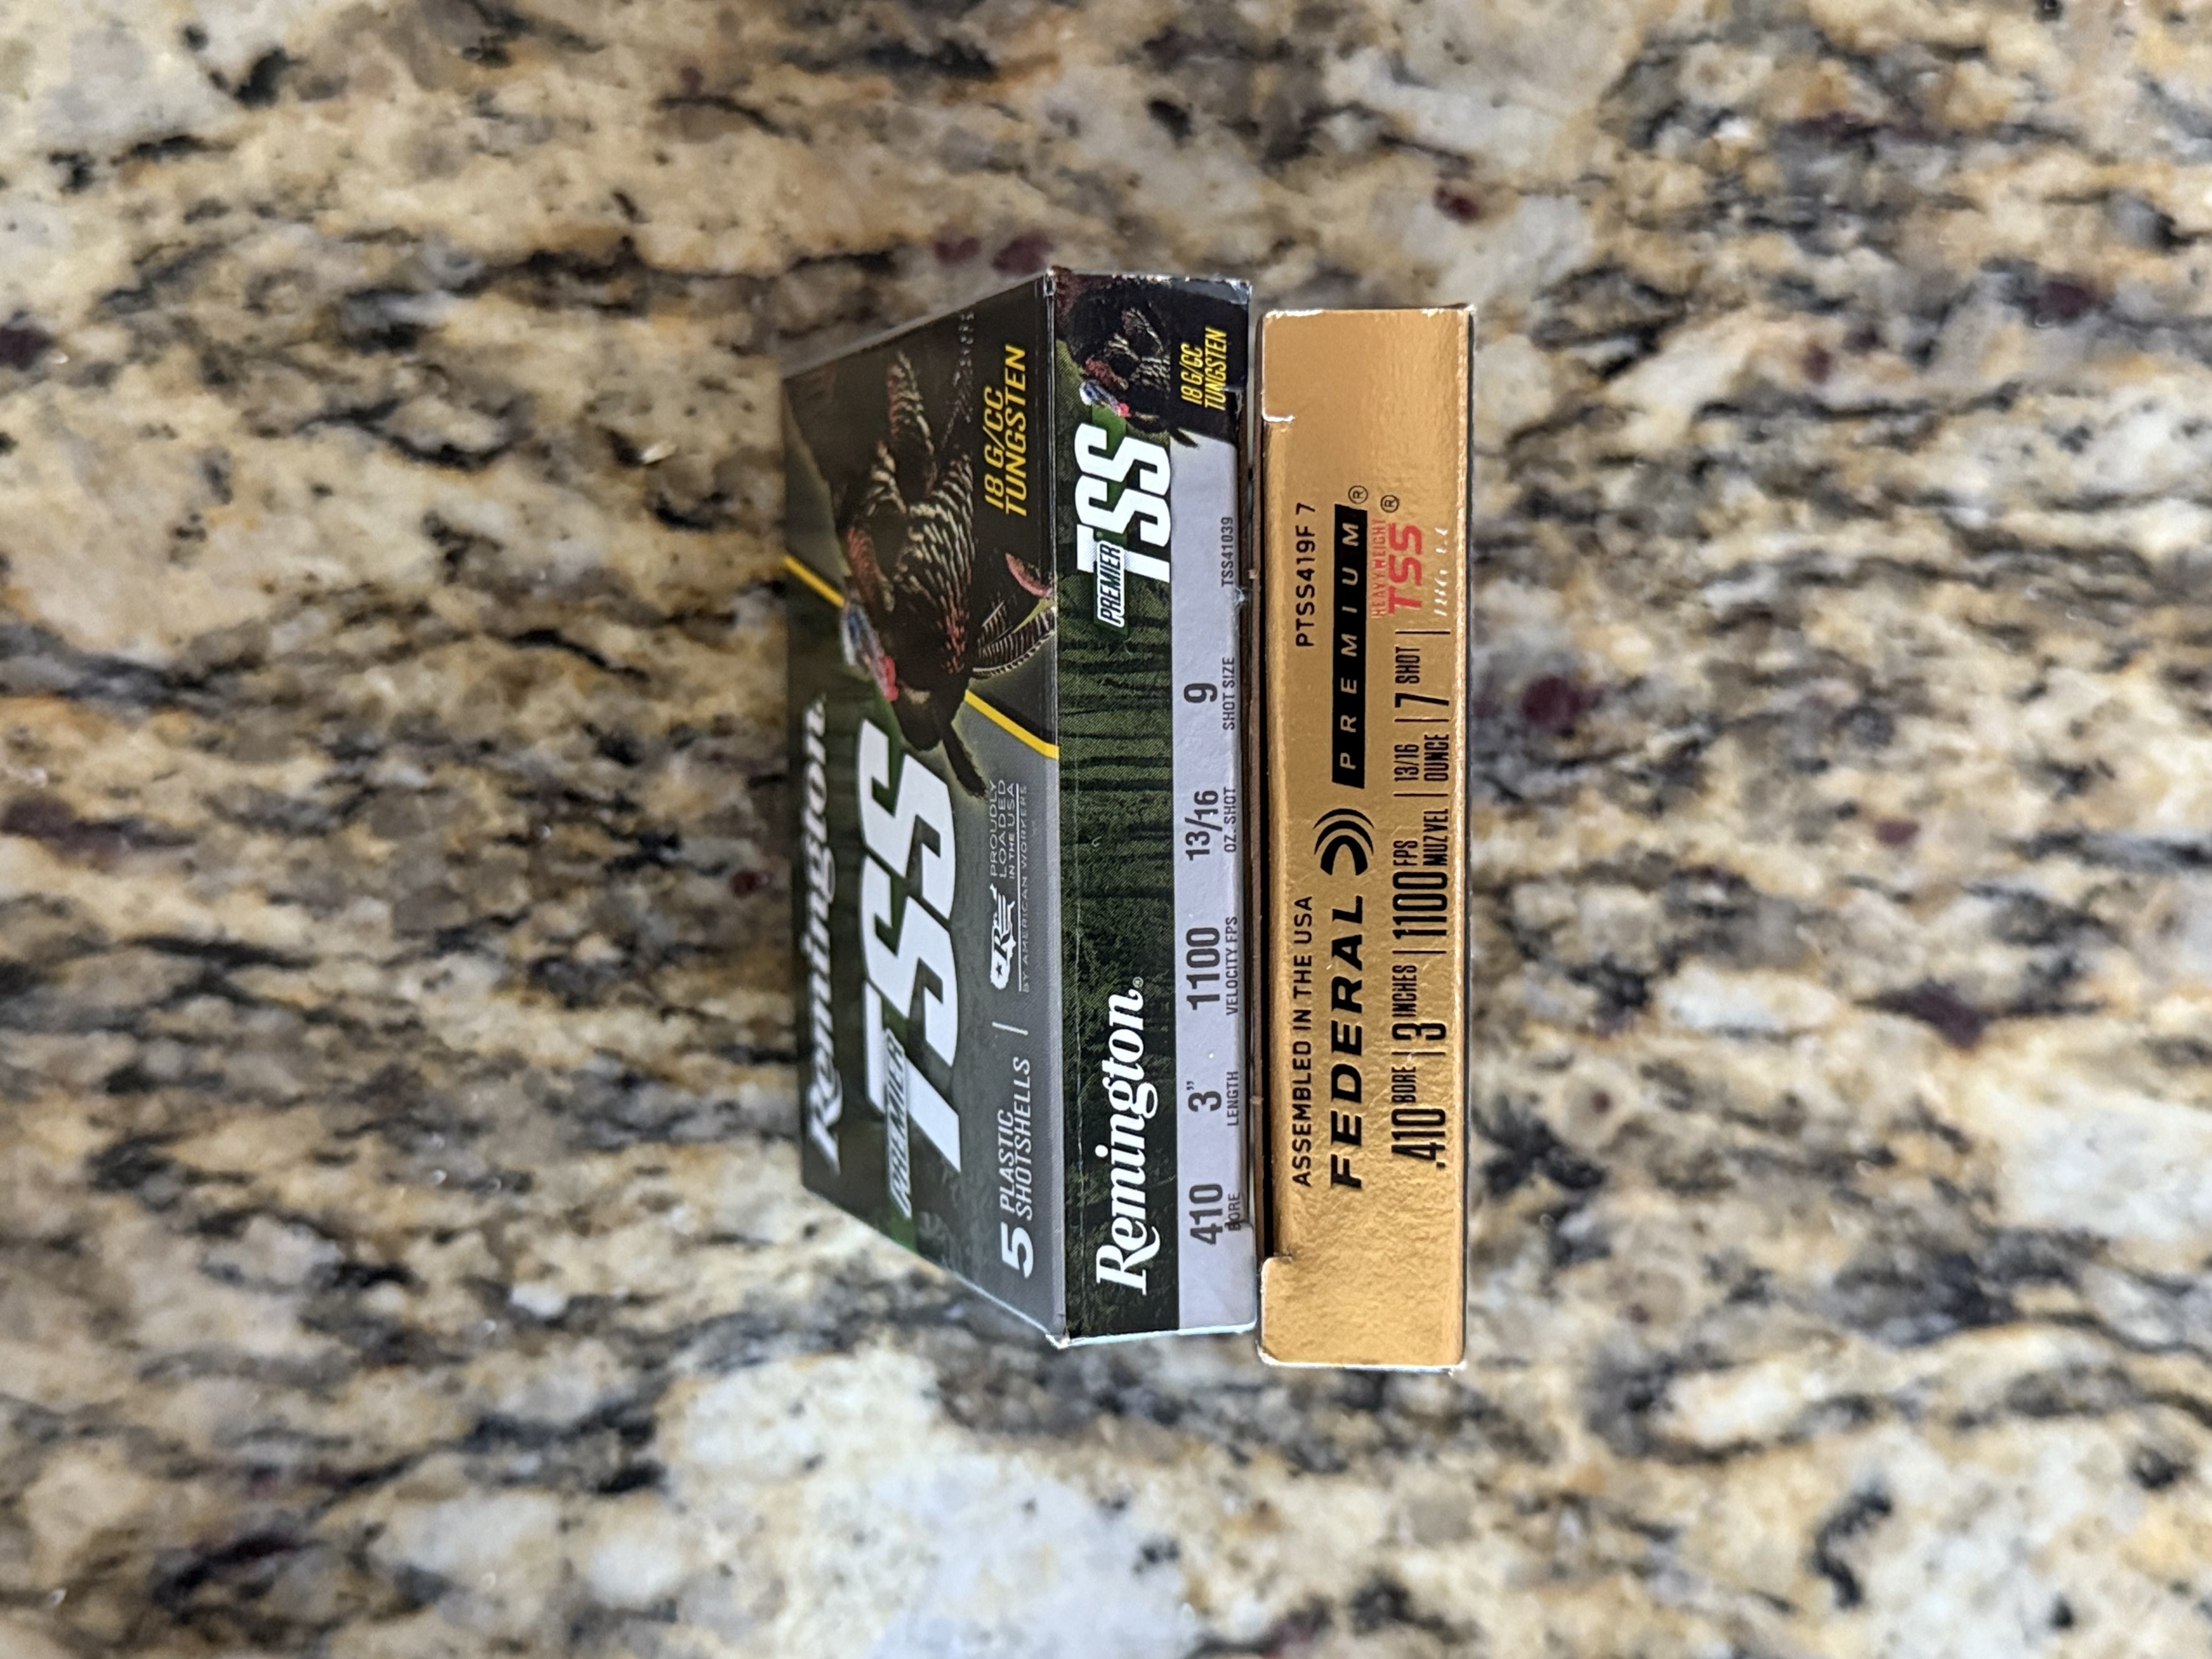 Remington.
PREMIER
TSS
5 PLASTIC SHOTSHELLS
PROUDLY
LOADED
IN THE USA
BY AMERICAN WORKERS
18 G/CC
TUNGSTEN
Remington®
PREMIER
TSS
18 G/CC
TUNGSTEN
410 3" 1100 13/16 9
BORE LENGTH VELOCITY FPS OZ. SHOT SHOT SIZE TSS41039
ASSEMBLED IN THE USA PTSS419F 7
FEDERAL PREMIUM®
HEAVYWEIGHT
TSS®
.410 BORE | 3 INCHES | 1100 FPS MUZ VEL | 13/16 OUNCE | 7 SHOT |